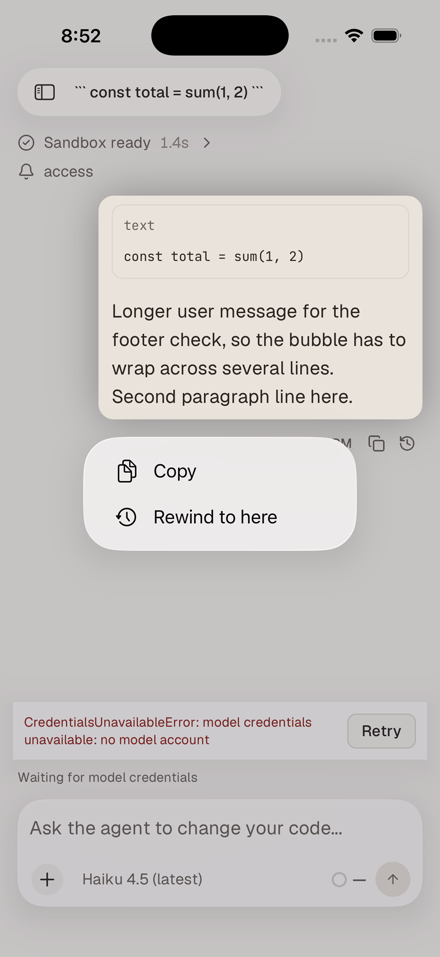 8:52
``` const total = sum(1, 2) ```
Sandbox ready 1.4s
access
text
const total = sum(1, 2)
Longer user message for the
footer check, so the bubble has to
wrap across several lines.
Second paragraph line here.
Copy
Rewind to here
CredentialsUnavailableError: model credentials
unavailable: no model account
Retry
Waiting for model credentials
Ask the agent to change your code...
Haiku 4.5 (latest)